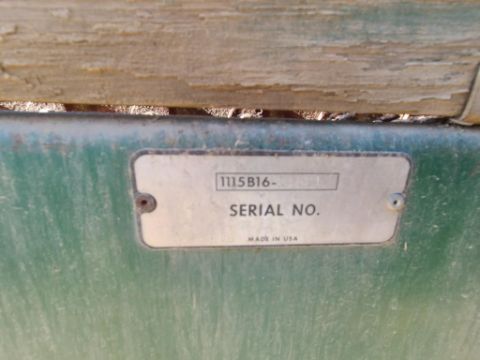 1115B16-
SERIAL NO.
MADE IN USA